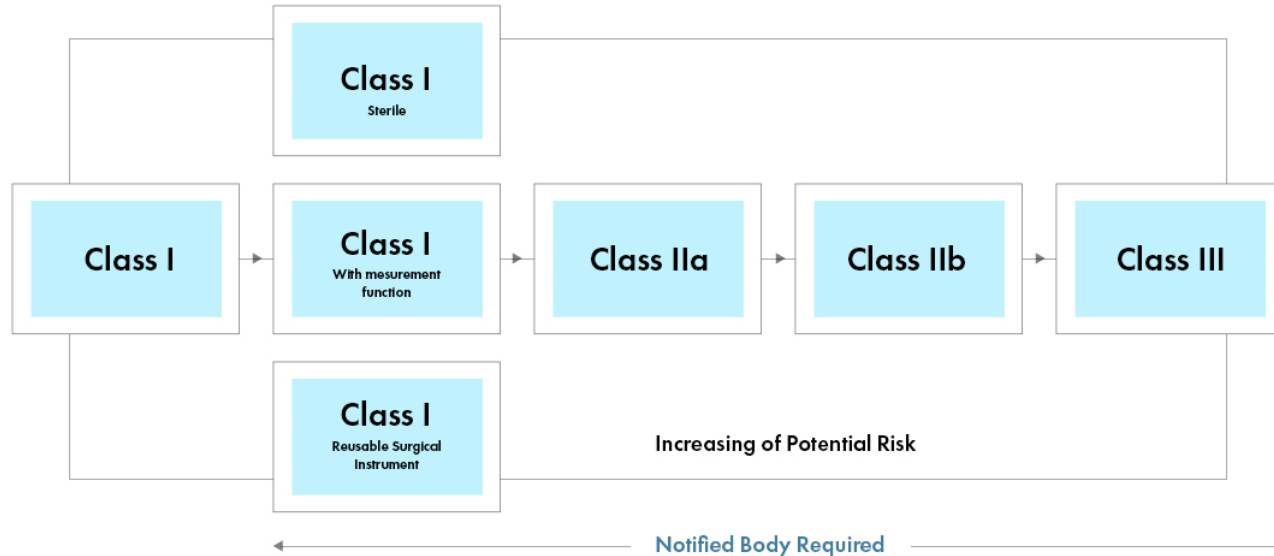 Class I
Sterile
Class I
Class I
With mesurement
function
Class IIa
Class IIb
Class III
Class I
Reusable Surgical
Instrument
Increasing of Potential Risk
Notified Body Required